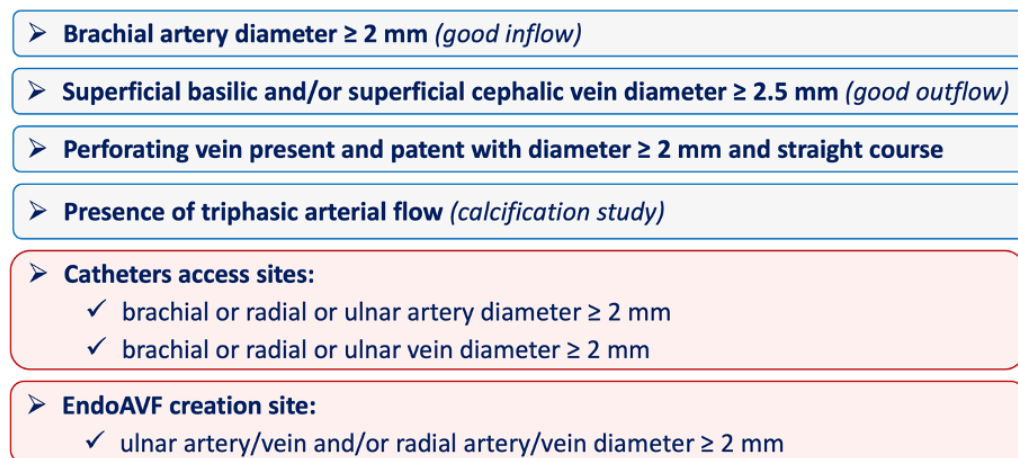 ➢ Brachial artery diameter ≥ 2 mm (good inflow)
➢ Superficial basilic and/or superficial cephalic vein diameter ≥ 2.5 mm (good outflow)
➢ Perforating vein present and patent with diameter ≥ 2 mm and straight course
➢ Presence of triphasic arterial flow (calcification study)
➢ Catheters access sites:
✓ brachial or radial or ulnar artery diameter ≥ 2 mm
✓ brachial or radial or ulnar vein diameter ≥ 2 mm
➢ EndoAVF creation site:
✓ ulnar artery/vein and/or radial artery/vein diameter ≥ 2 mm